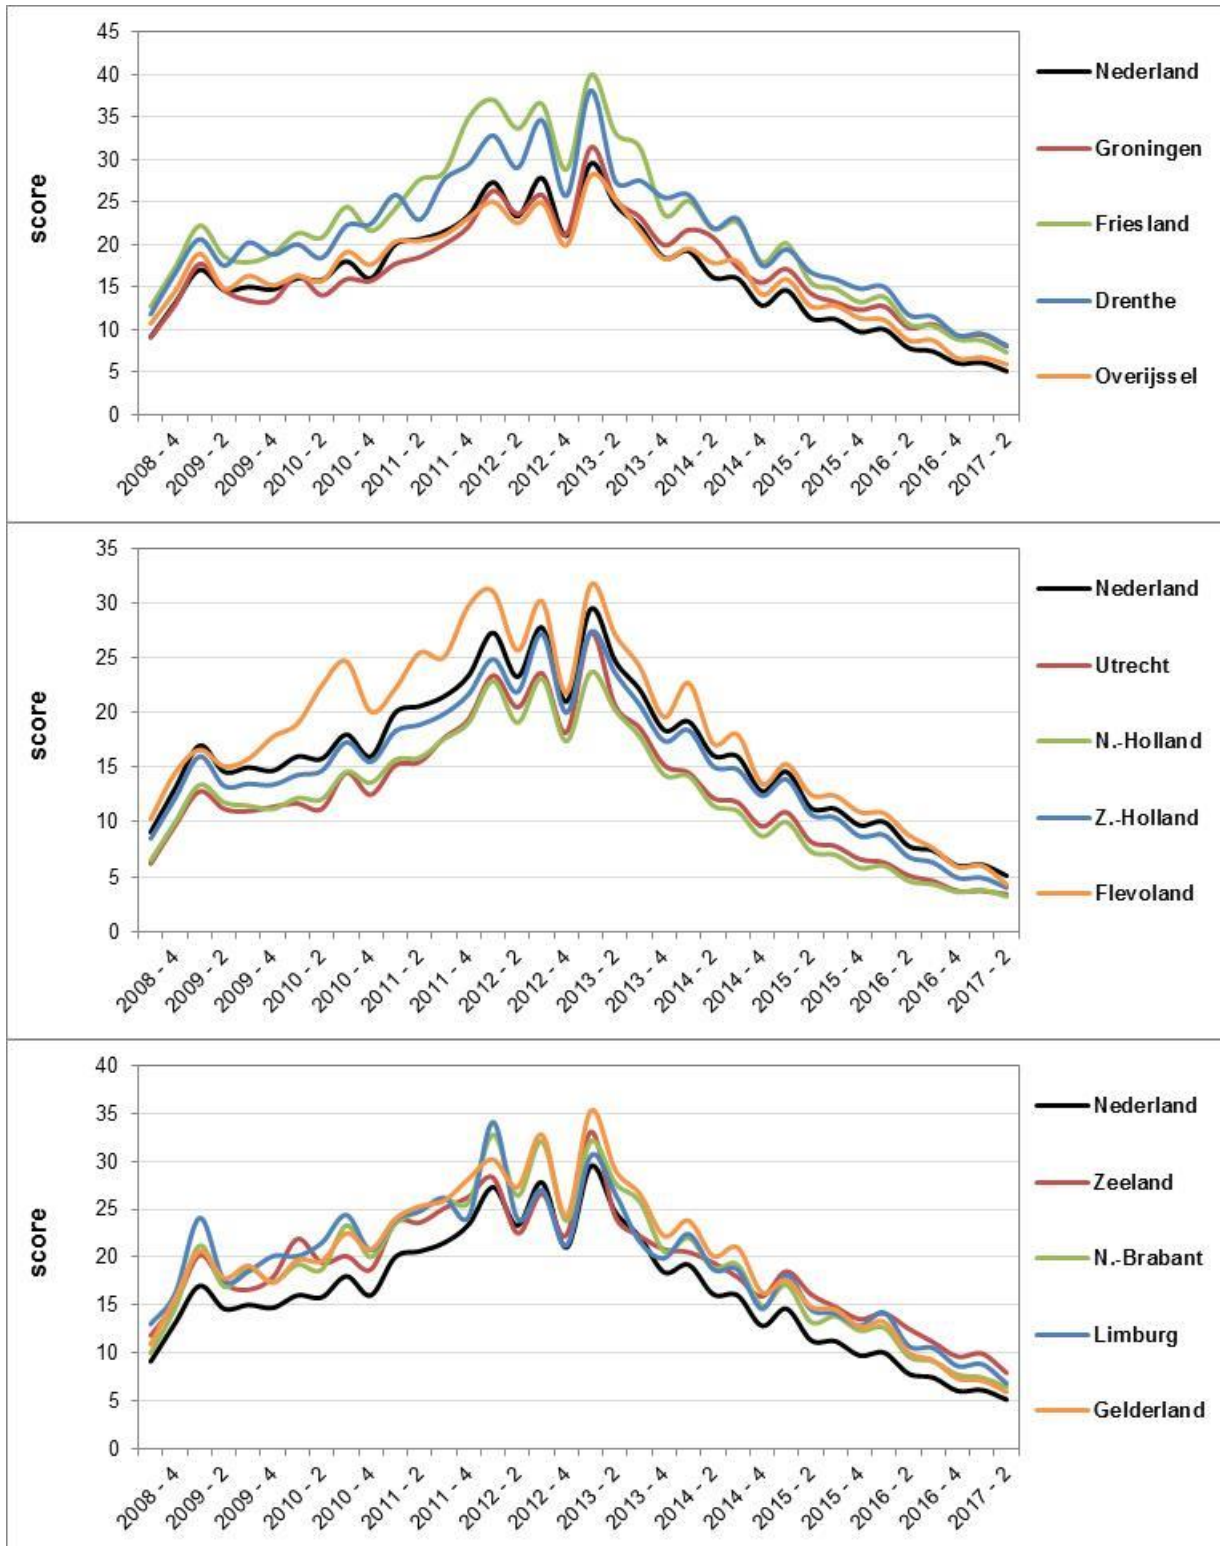 45
40
35
30
25
20
15
10
5
0
score
2008 - 4
2009 - 2
2009 - 4
2010 - 2
2010 - 4
2011 - 2
2011 - 4
2012 - 2
2012 - 4
2013 - 2
2013 - 4
2014 - 2
2014 - 4
2015 - 2
2015 - 4
2016 - 2
2016 - 4
2017 - 2
Nederland
Groningen
Friesland
Drenthe
Overijssel
35
30
25
20
15
10
5
0
score
2008 - 4
2009 - 2
2009 - 4
2010 - 2
2010 - 4
2011 - 2
2011 - 4
2012 - 2
2012 - 4
2013 - 2
2013 - 4
2014 - 2
2014 - 4
2015 - 2
2015 - 4
2016 - 2
2016 - 4
2017 - 2
Nederland
Utrecht
N.-Holland
Z.-Holland
Flevoland
40
35
30
25
20
15
10
5
0
score
2008 - 4
2009 - 2
2009 - 4
2010 - 2
2010 - 4
2011 - 2
2011 - 4
2012 - 2
2012 - 4
2013 - 2
2013 - 4
2014 - 2
2014 - 4
2015 - 2
2015 - 4
2016 - 2
2016 - 4
2017 - 2
Nederland
Zeeland
N.-Brabant
Limburg
Gelderland